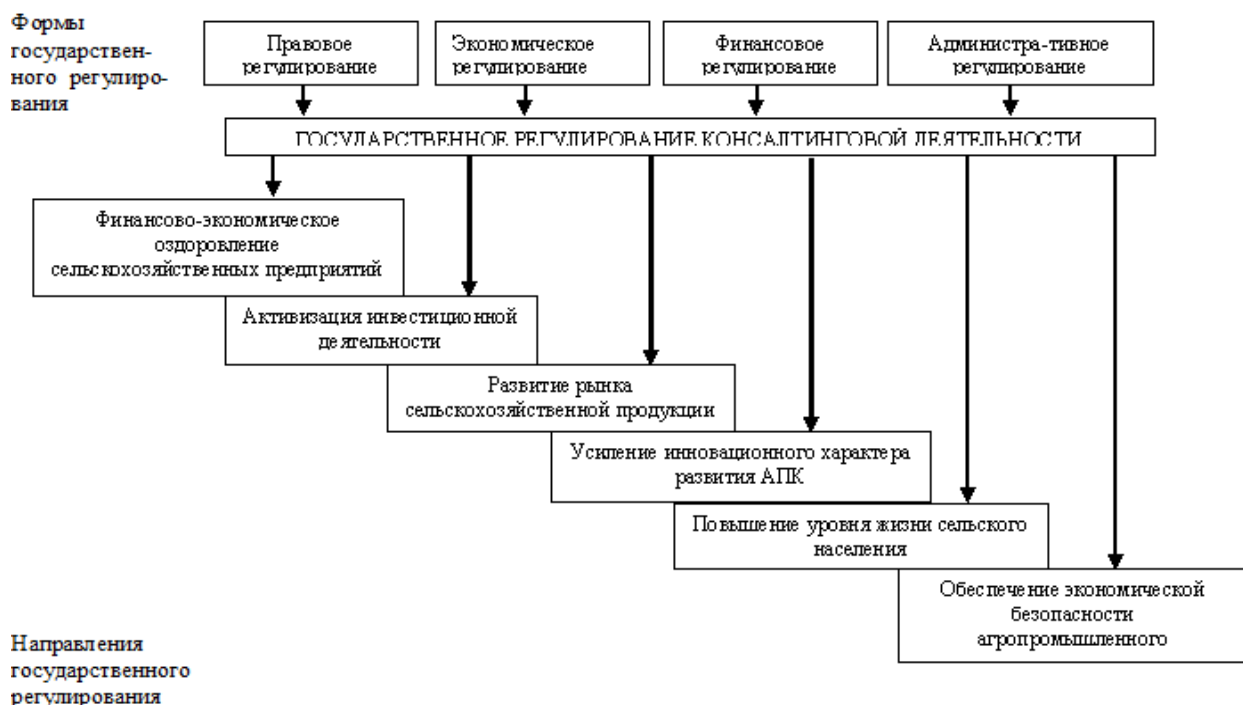 Формы
государствен-
ного регулиро-
вания
Правовое
регулирование
Экономическое
регулирование
Финансовое
регулирование
Администра-тивное
регулирование
ГОСУДАРСТВЕННОЕ РЕГУЛИРОВАНИЕ КОНСАЛТИНГОВОЙ ДЕЯТЕЛЬНОСТИ
Финансово-экономическое
оздоровление
сельскохозяйственных предприятий
Активизация инвестиционной
деятельности
Развитие рынка
сельскохозяйственной продукции
Усиление инновационного характера
развития АПК
Повышение уровня жизни сельского
населения
Обеспечение экономической
безопасности
агропромышленного
Направления
государственного
регулирования